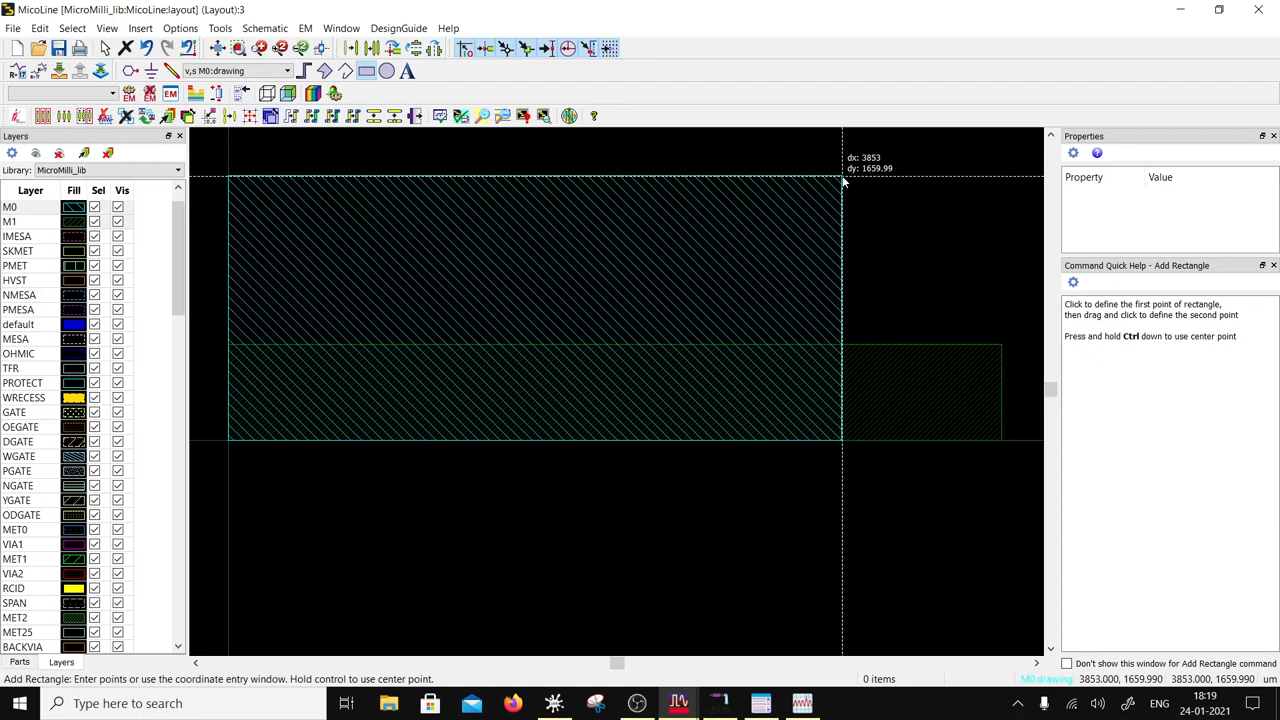 MicoLine [MicroMilli_lib:MicoLine:layout] (Layout):3
File Edit Select View Insert Options Tools Schematic EM Window DesignGuide Help
v,s M0:drawing
EM EM EM
Layers
Library: MicroMilli_lib
Layer Fill Sel Vis
M0
M1
IMESA
SKMET
PMET
HVST
NMESA
PMESA
default
MESA
OHMIC
TFR
PROTECT
WRECESS
GATE
OEGATE
DGATE
WGATE
PGATE
NGATE
YGATE
ODGATE
MET0
VIA1
MET1
VIA2
RCID
SPAN
MET2
MET25
BACKVIA
Parts Layers
dx: 3853
dy: 1659.99
Properties
Property Value
Command Quick Help - Add Rectangle
Click to define the first point of rectangle,
then drag and click to define the second point
Press and hold Ctrl down to use center point
Don't show this window for Add Rectangle command
Add Rectangle: Enter points or use the coordinate entry window. Hold control to use center point.
0 items
M0:drawing
3853.000, 1659.990 3853.000, 1659.990 um
Type here to search
ENG
18:19
24-01-2021